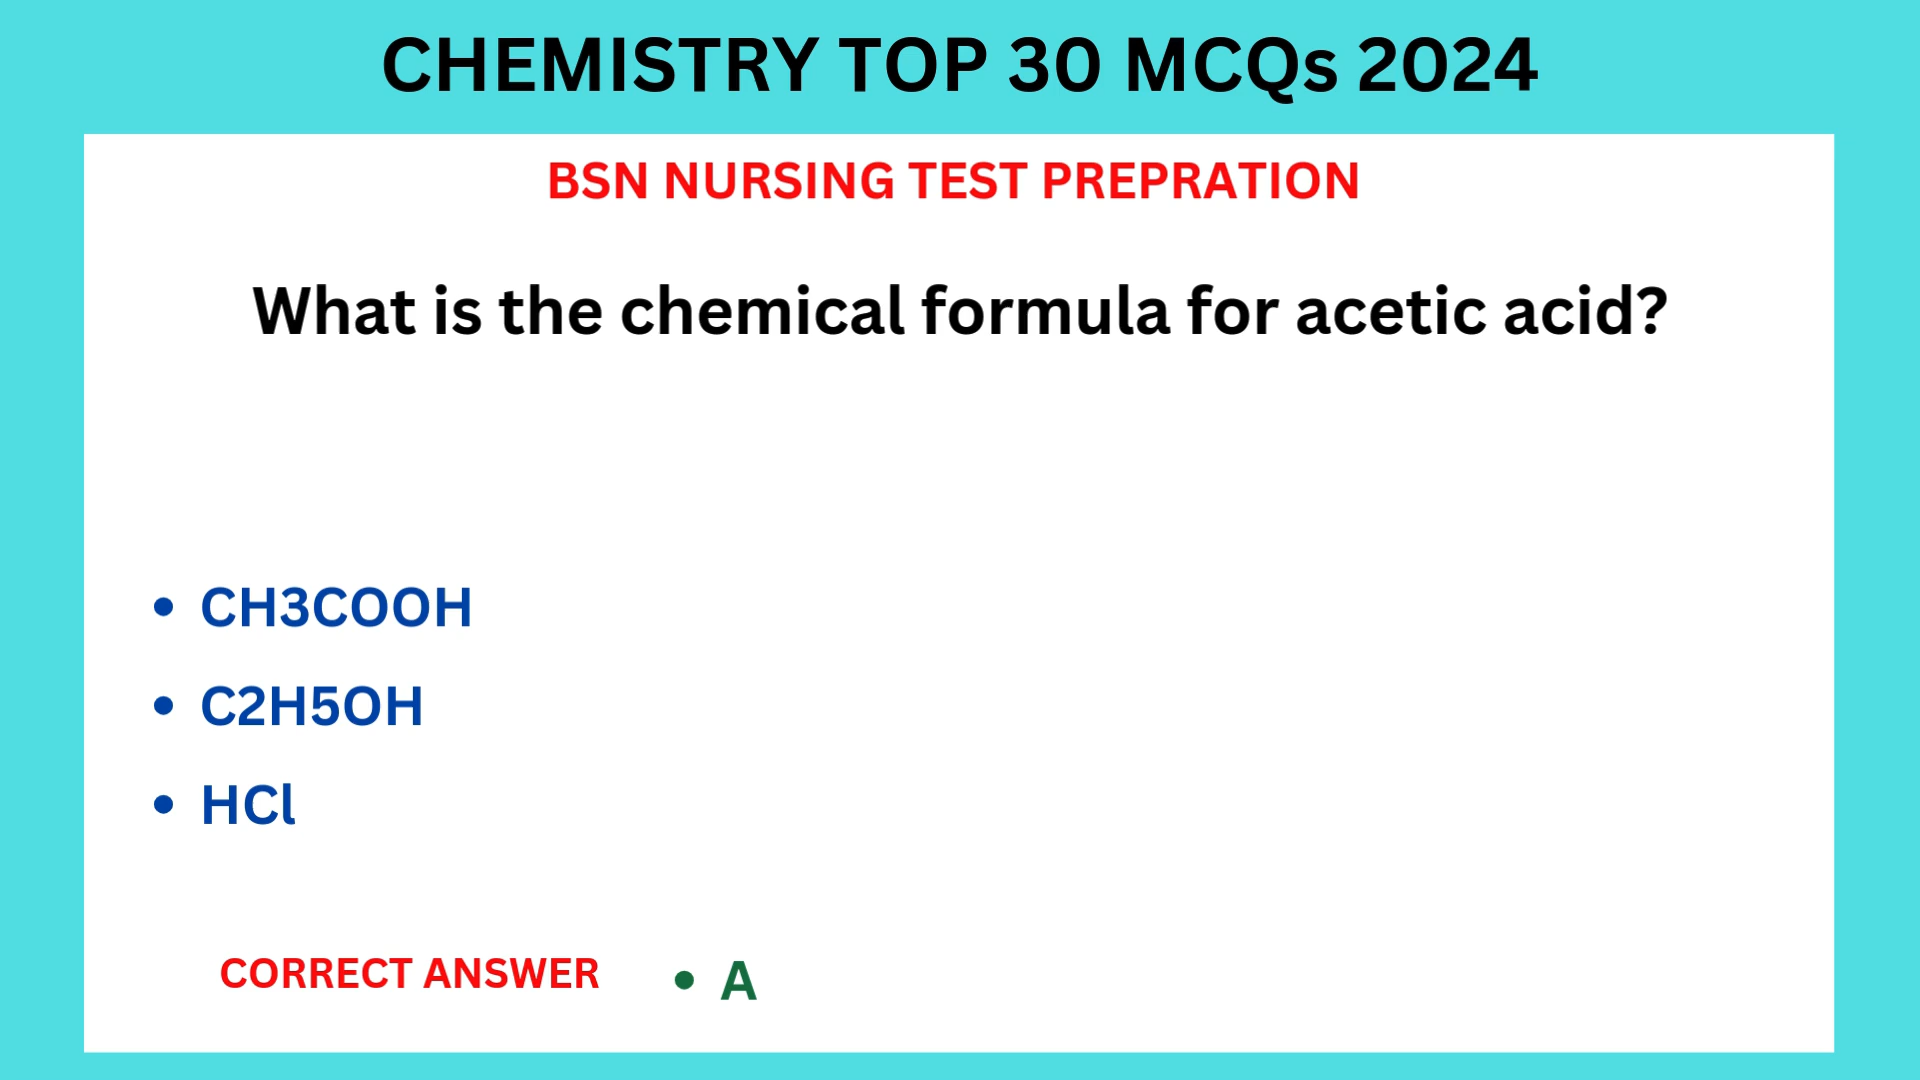 CHEMISTRY TOP 30 MCQs 2024
BSN NURSING TEST PREPRATION
What is the chemical formula for acetic acid?
• CH3COOH
• C2H5OH
• HCl
CORRECT ANSWER • A